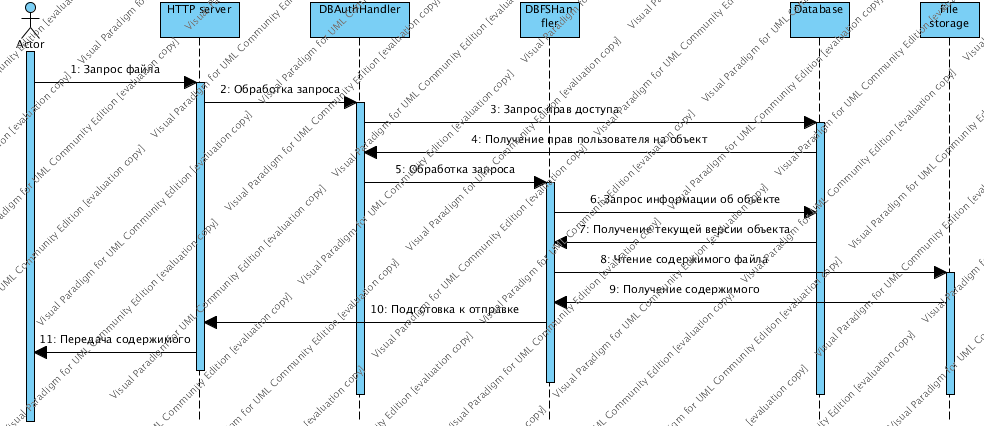 HTTP server
DBAuthHandler
DBFSHan
fler
Database
File
storage
Actor
1: Запрос файла
2: Обработка запроса
3: Запрос прав доступа
4: Получение прав пользователя на объект
5: Обработка запроса
6: Запрос информации об объекте
7: Получение текущей версии объекта
8: Чтение содержимого файла
9: Получение содержимого
10: Подготовка к отправке
11: Передача содержимого
Visual Paradigm for UML Community Edition [evaluation copy]